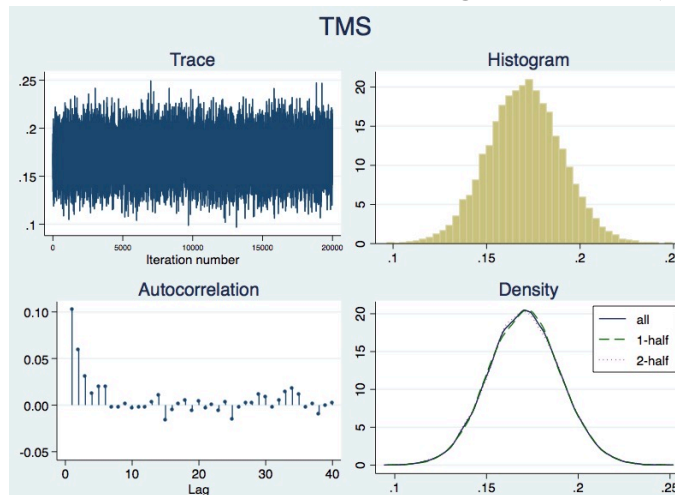 TMS
Trace
.25
.2
.15
.1
0 5000 10000 15000 20000
Iteration number
Histogram
20
15
10
5
0
.1 .15 .2 .25
Autocorrelation
0.10
0.05
0.00
-0.05
0 10 20 30 40
Lag
Density
all
1-half
2-half
20
15
10
5
0
.1 .15 .2 .25